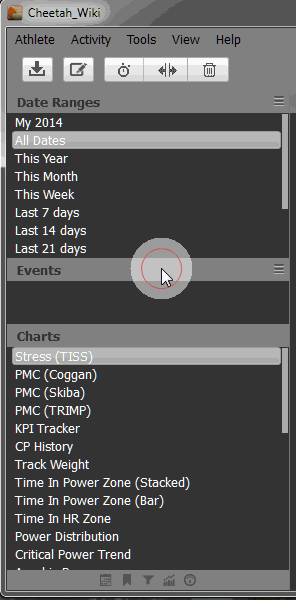 Cheetah_Wiki
Athlete Activity Tools View Help
Date Ranges
My 2014
All Dates
This Year
This Month
This Week
Last 7 days
Last 14 days
Last 21 days
Events
Charts
Stress (TISS)
PMC (Coggan)
PMC (Skiba)
PMC (TRIMP)
KPI Tracker
CP History
Track Weight
Time In Power Zone (Stacked)
Time In Power Zone (Bar)
Time In HR Zone
Power Distribution
Critical Power Trend